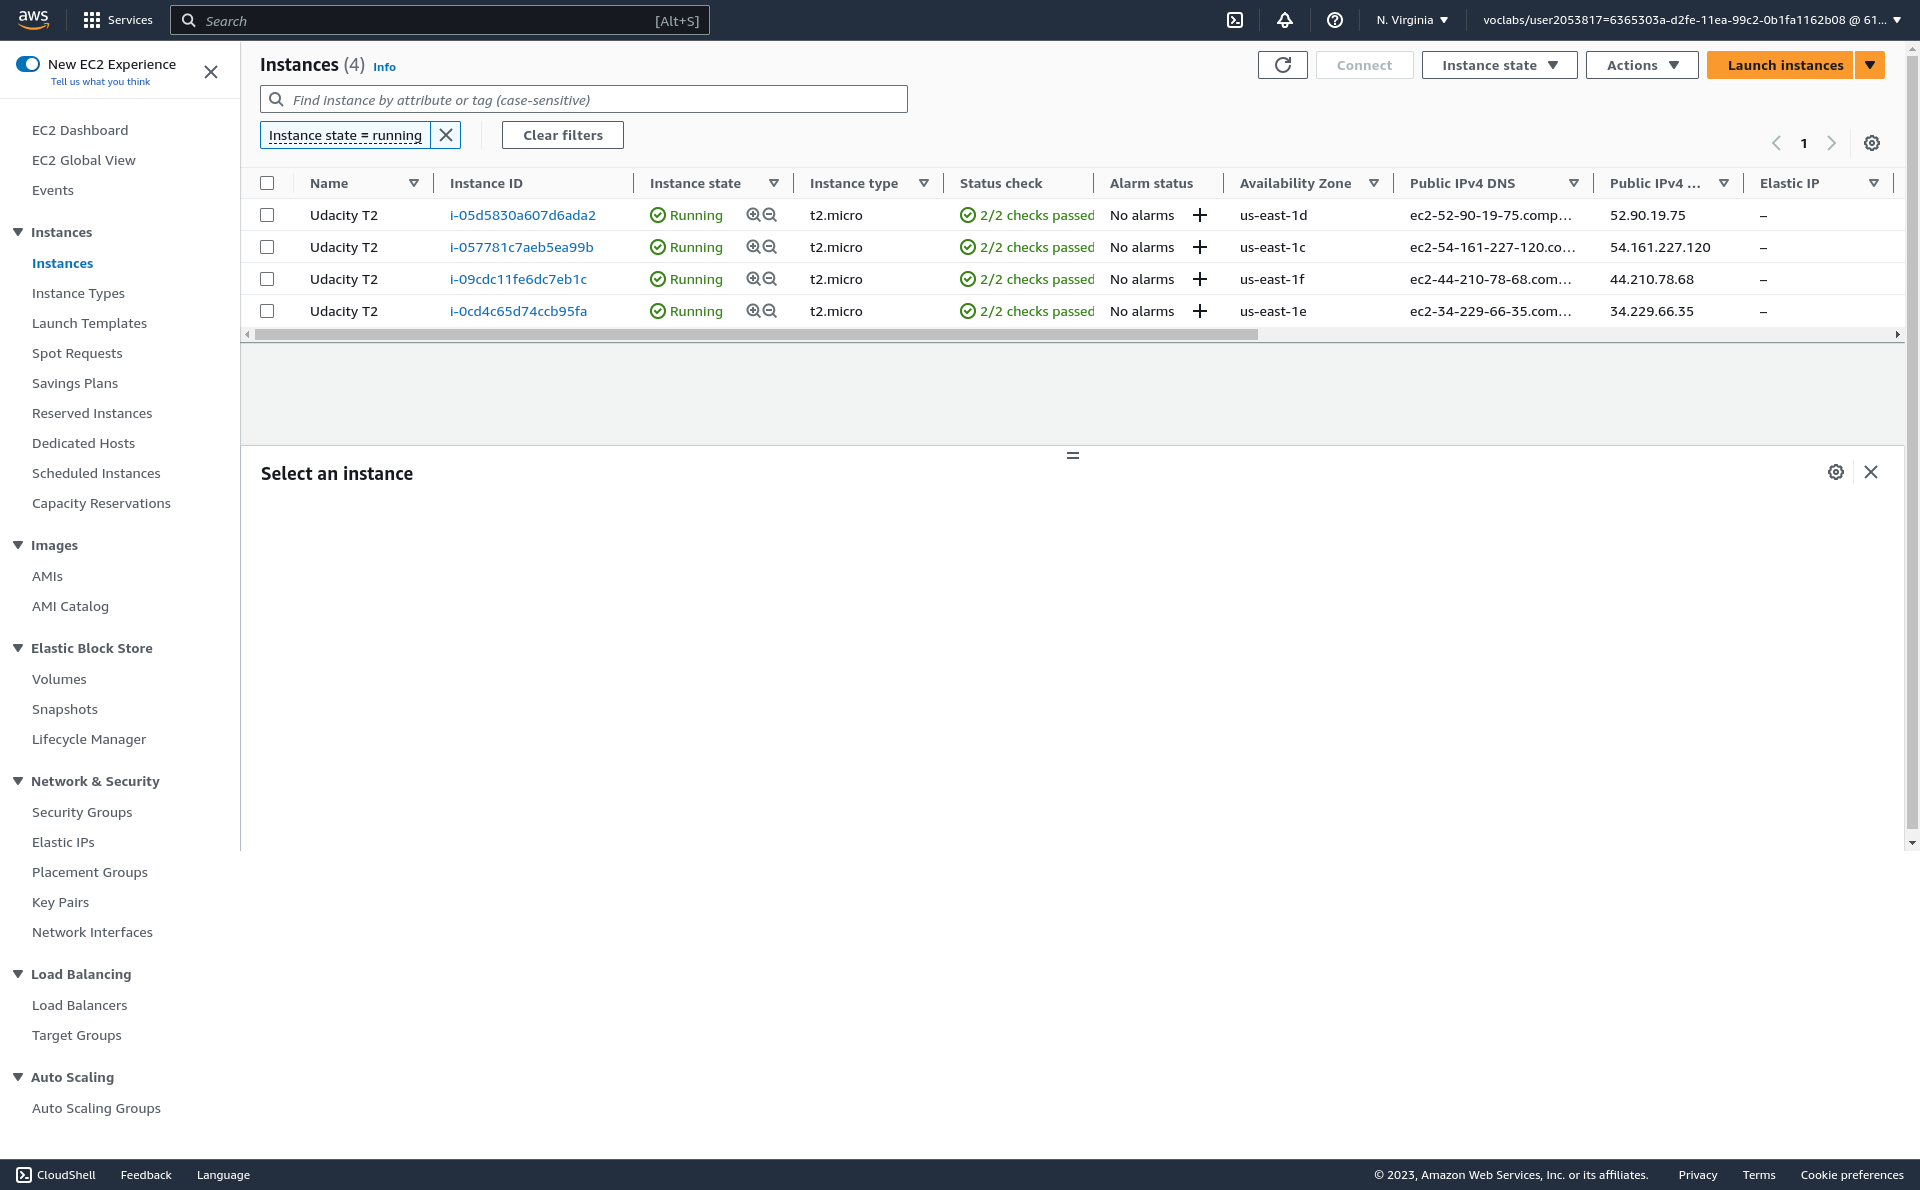 aws Services Search [Alt+S] N. Virginia voclabs/user2053817=6365303a-d2fe-11ea-99c2-0b1fa1162b08 @ 61...
New EC2 Experience
Tell us what you think
EC2 Dashboard
EC2 Global View
Events
Instances
Instances
Instance Types
Launch Templates
Spot Requests
Savings Plans
Reserved Instances
Dedicated Hosts
Scheduled Instances
Capacity Reservations
Images
AMIs
AMI Catalog
Elastic Block Store
Volumes
Snapshots
Lifecycle Manager
Network & Security
Security Groups
Elastic IPs
Placement Groups
Key Pairs
Network Interfaces
Load Balancing
Load Balancers
Target Groups
Auto Scaling
Auto Scaling Groups
Instances (4) Info Connect Instance state Actions Launch instances
Find instance by attribute or tag (case-sensitive)
Instance state = running Clear filters 1
Name Instance ID Instance state Instance type Status check Alarm status Availability Zone Public IPv4 DNS Public IPv4 ... Elastic IP
Udacity T2 i-05d5830a607d6ada2 Running t2.micro 2/2 checks passed No alarms us-east-1d ec2-52-90-19-75.comp... 52.90.19.75 –
Udacity T2 i-057781c7aeb5ea99b Running t2.micro 2/2 checks passed No alarms us-east-1c ec2-54-161-227-120.co... 54.161.227.120 –
Udacity T2 i-09cdc11fe6dc7eb1c Running t2.micro 2/2 checks passed No alarms us-east-1f ec2-44-210-78-68.com... 44.210.78.68 –
Udacity T2 i-0cd4c65d74ccb95fa Running t2.micro 2/2 checks passed No alarms us-east-1e ec2-34-229-66-35.com... 34.229.66.35 –
Select an instance
CloudShell Feedback Language © 2023, Amazon Web Services, Inc. or its affiliates. Privacy Terms Cookie preferences